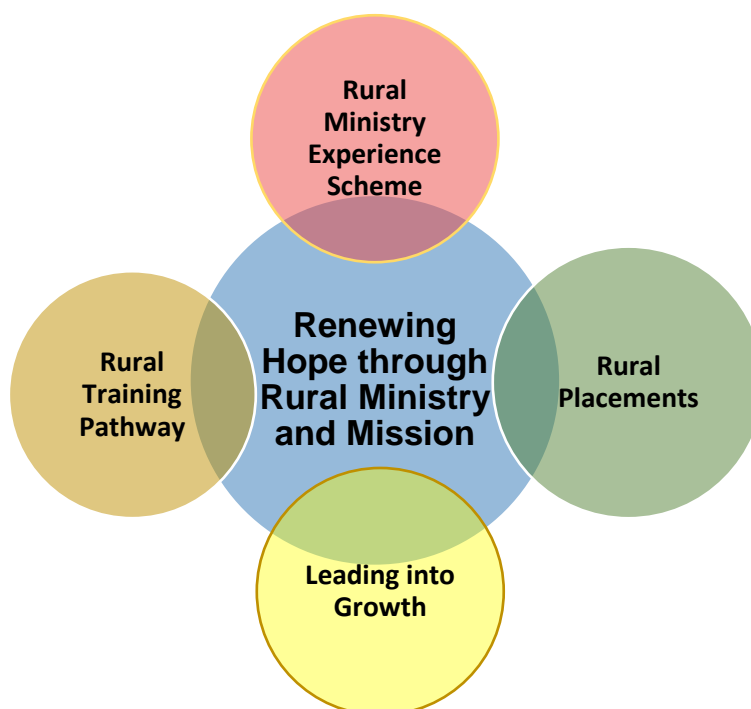 Rural
Ministry
Experience
Scheme
Renewing
Hope through
Rural Ministry
and Mission
Rural
Training
Pathway
Rural
Placements
Leading into
Growth